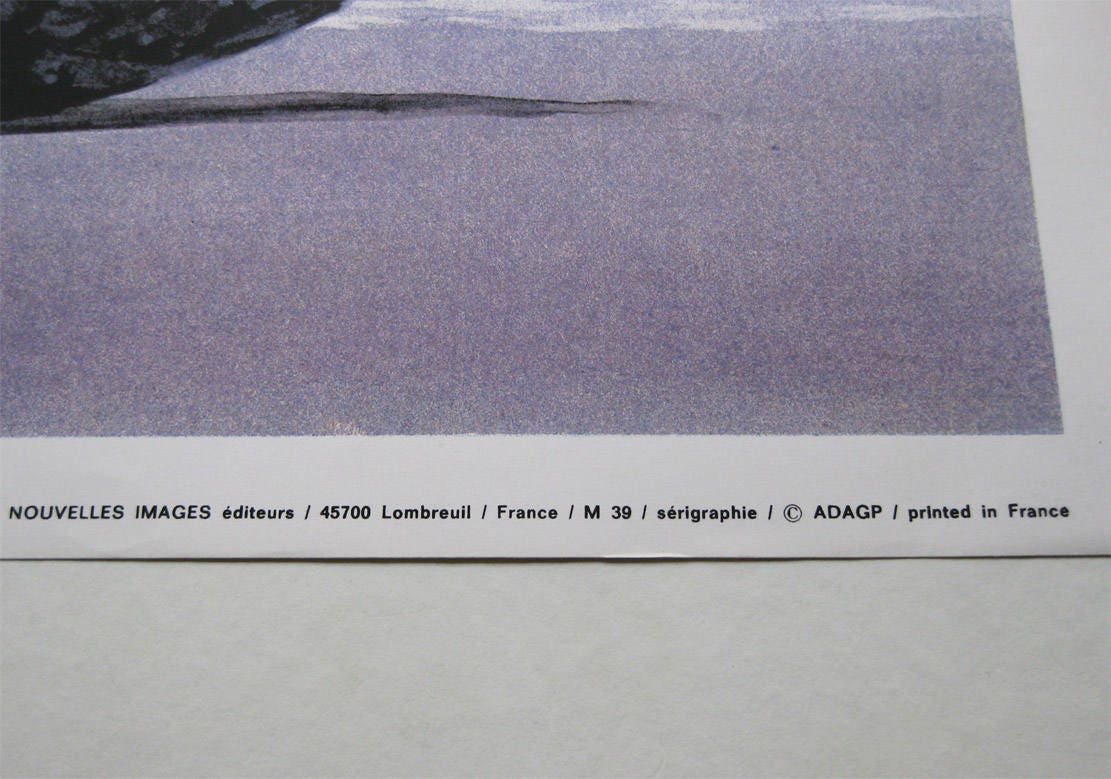 NOUVELLES IMAGES éditeurs / 45700 Lombreuil / France / M 39 / sérigraphie / © ADAGP / printed in France